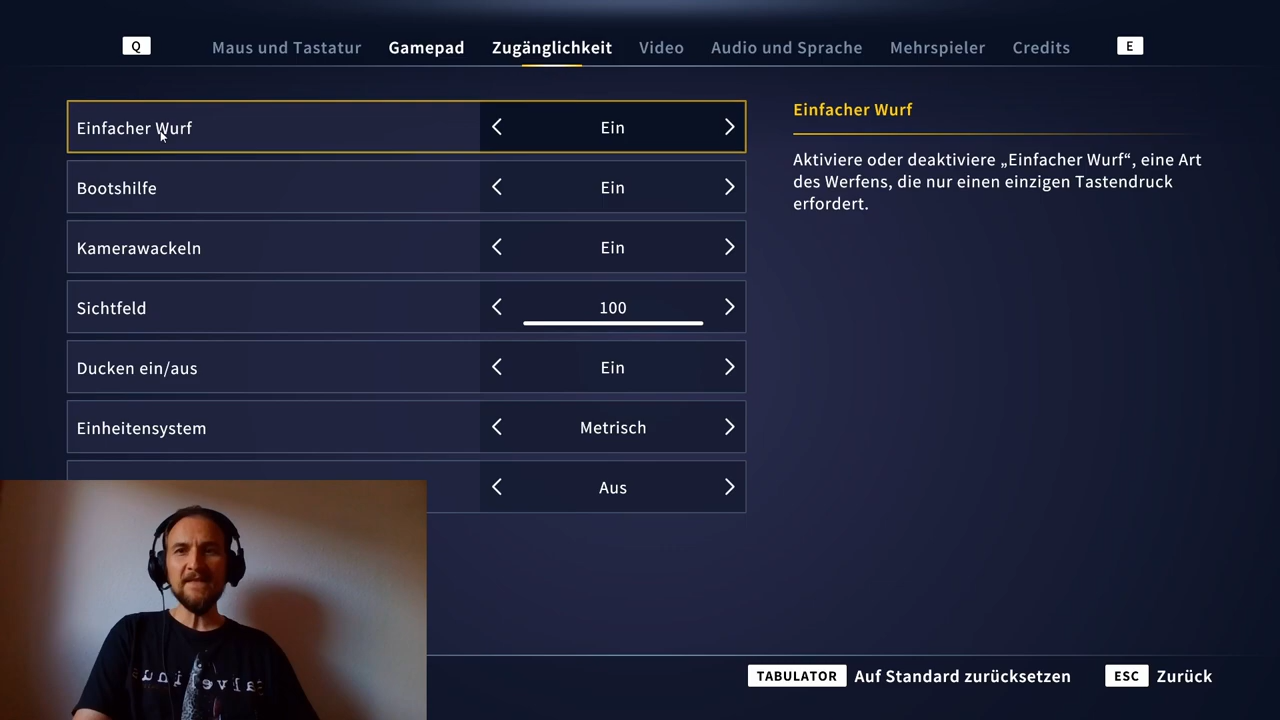 Q Maus und Tastatur Gamepad Zugänglichkeit Video Audio und Sprache Mehrspieler Credits E
Einfacher Wurf Ein
Bootshilfe Ein
Kamerawackeln Ein
Sichtfeld 100
Ducken ein/aus Ein
Einheitensystem Metrisch
Aus
Einfacher Wurf
Aktiviere oder deaktiviere „Einfacher Wurf“, eine Art
des Werfens, die nur einen einzigen Tastendruck
erfordert.
TABULATOR Auf Standard zurücksetzen ESC Zurück